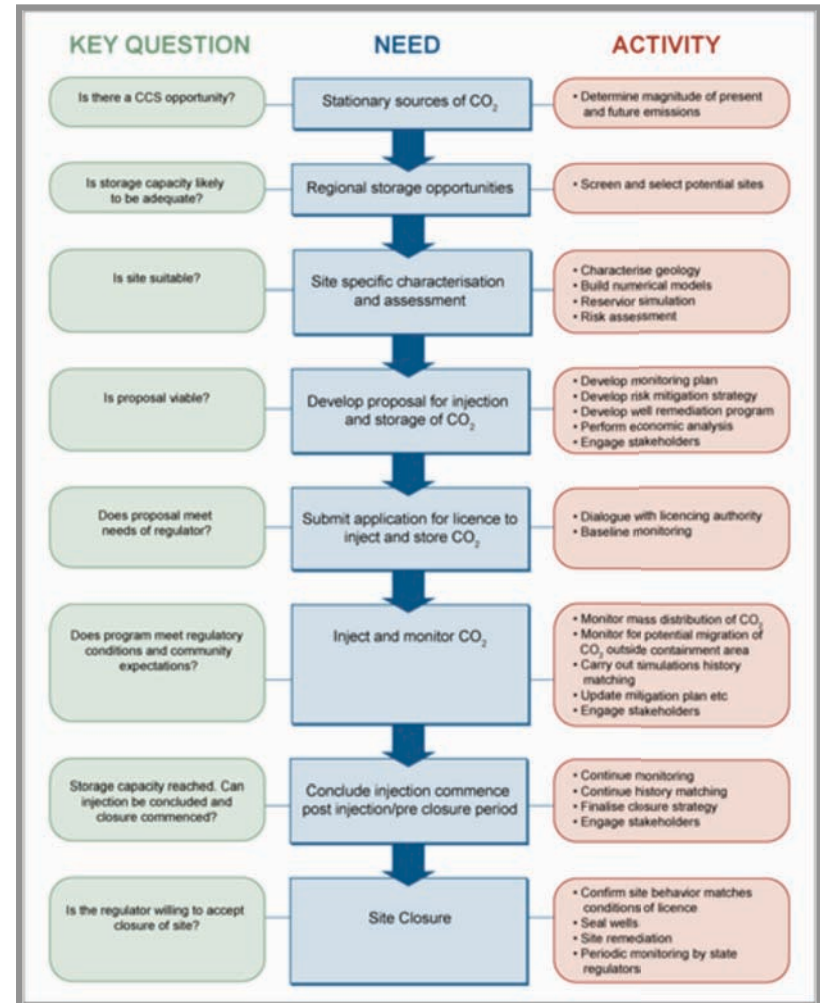 KEY QUESTION NEED ACTIVITY
Is there a CCS opportunity?
Stationary sources of CO₂
• Determine magnitude of present
and future emissions
Is storage capacity likely
to be adequate?
Regional storage opportunities
• Screen and select potential sites
Is site suitable?
Site specific characterisation
and assessment
• Characterise geology
• Build numerical models
• Reservior simulation
• Risk assessment
Is proposal viable?
Develop proposal for injection
and storage of CO₂
• Develop monitoring plan
• Develop risk mitigation strategy
• Develop well remediation program
• Perform economic analysis
• Engage stakeholders
Does proposal meet
needs of regulator?
Submit application for licence to
inject and store CO₂
• Dialogue with licencing authority
• Baseline monitoring
Does program meet regulatory
conditions and community
expectations?
Inject and monitor CO₂
• Monitor mass distribution of CO₂
• Monitor for potential migration of
CO₂ outside containment area
• Carry out simulations history
matching
• Update mitigation plan etc
• Engage stakeholders
Storage capacity reached. Can
injection be concluded and
closure commenced?
Conclude injection commence
post injection/pre closure period
• Continue monitoring
• Continue history matching
• Finalise closure strategy
• Engage stakeholders
Is the regulator willing to accept
closure of site?
Site Closure
• Confirm site behavior matches
conditions of licence
• Seal wells
• Site remediation
• Periodic monitoring by state
regulators